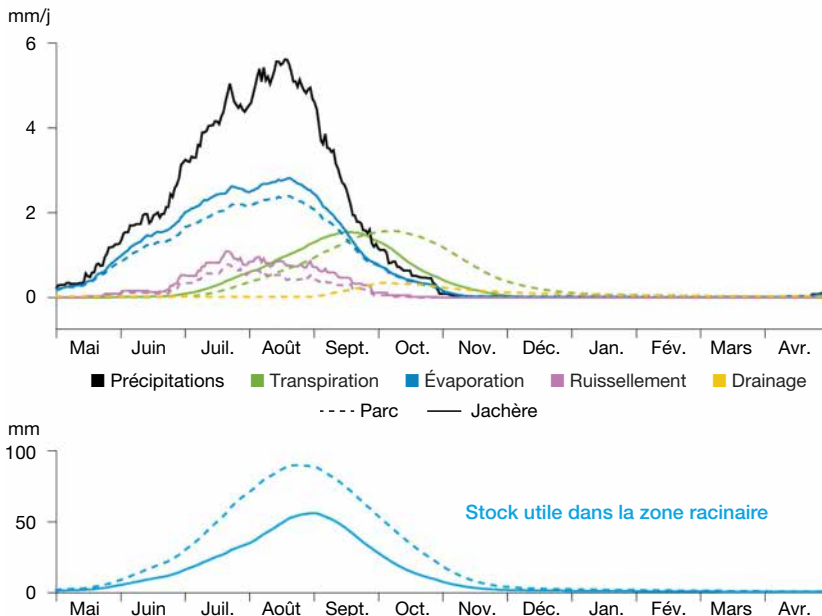 mm/j
6
4
2
0
Mai Juin Juil. Août Sept. Oct. Nov. Déc. Jan. Fév. Mars Avr.
Précipitations Transpiration Évaporation Ruissellement Drainage
Parc Jachère
mm
100
50
0
Stock utile dans la zone racinaire
Mai Juin Juil. Août Sept. Oct. Nov. Déc. Jan. Fév. Mars Avr.